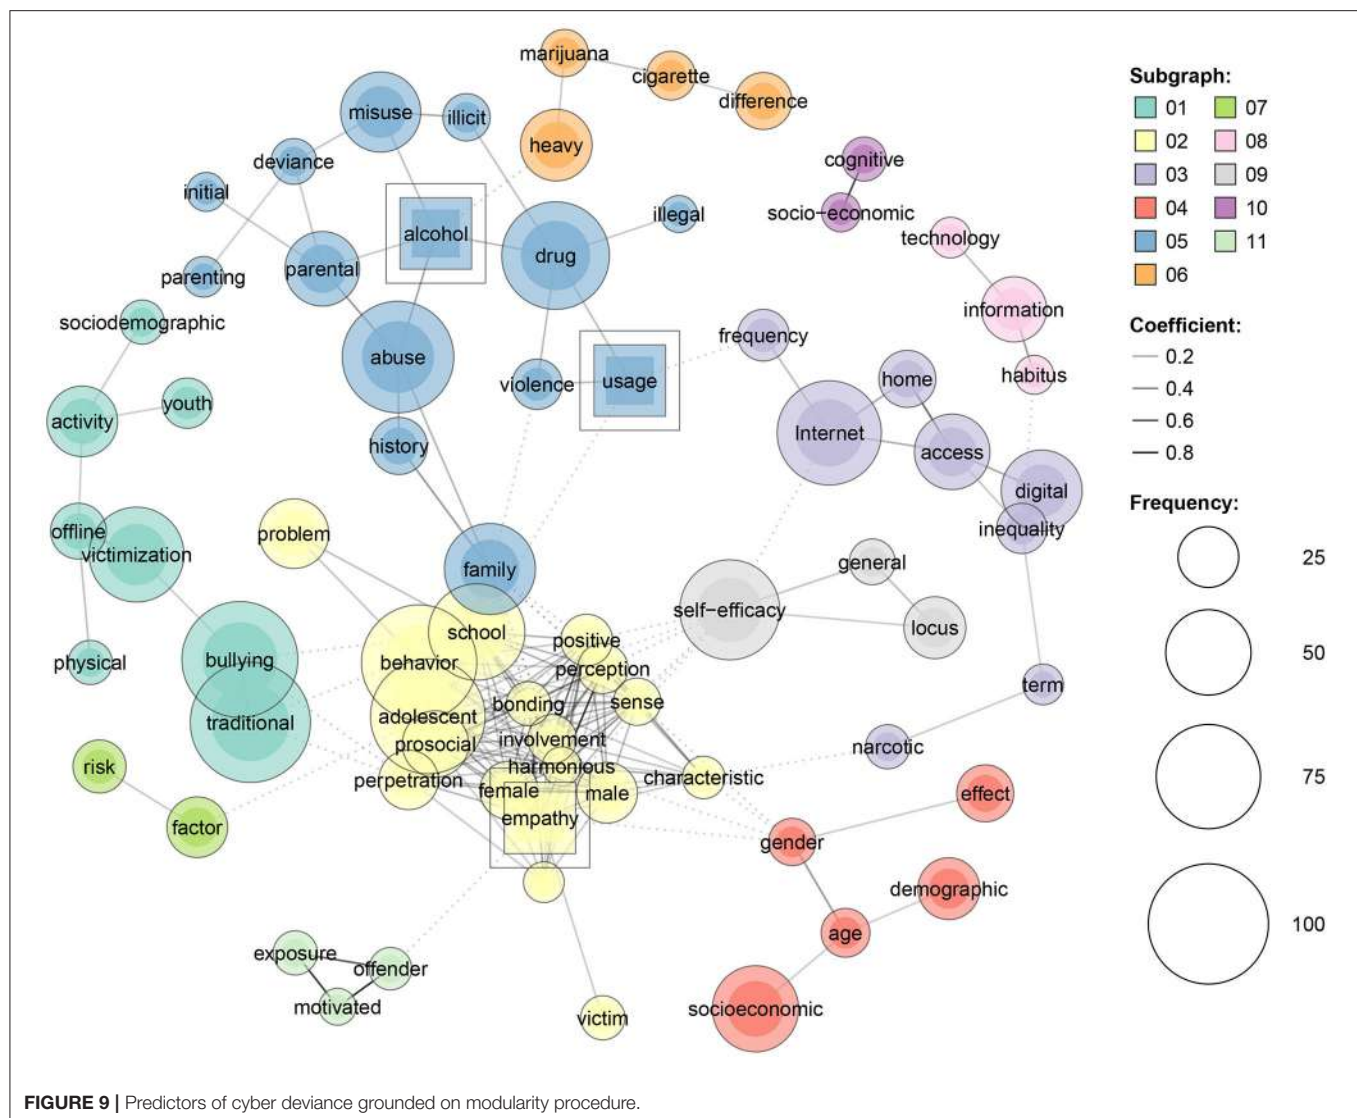 marijuana
cigarette
difference
misuse
illicit
heavy
deviance
cognitive
initial
socio-economic
illegal
alcohol
technology
drug
parental
parenting
information
sociodemographic
frequency
abuse
habitus
home
violence
usage
youth
activity
Internet
history
access
digital
offline
inequality
problem
victimization
general
family
self-efficacy
locus
school
positive
bullying
behavior
physical
perception
term
bonding
sense
traditional
adolescent
prosocial
involvement
narcotic
risk
harmonious
perpetration
characteristic
female
male
effect
empathy
factor
gender
demographic
age
exposure
offender
motivated
socioeconomic
victim
Subgraph:
01 07
02 08
03 09
04 10
05 11
06
Coefficient:
0.2
0.4
0.6
0.8
Frequency:
25
50
75
100
FIGURE 9 | Predictors of cyber deviance grounded on modularity procedure.